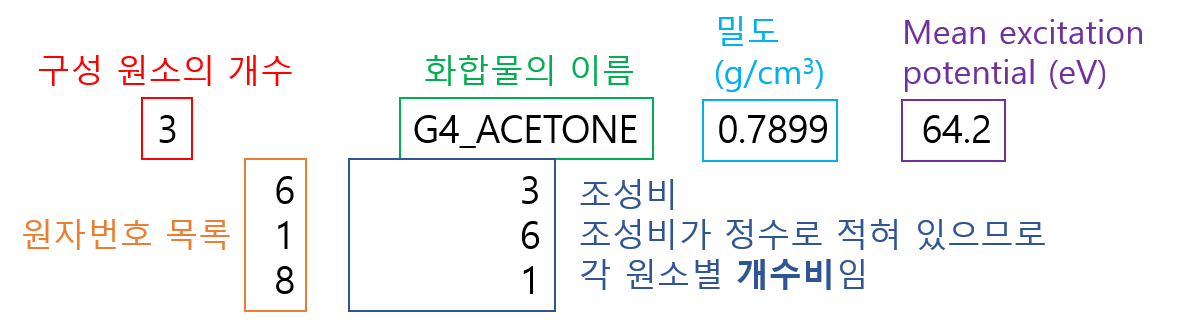 구성 원소의 개수
화합물의 이름
밀도
(g/cm³)
Mean excitation
potential (eV)
3
G4_ACETONE
0.7899
64.2
원자번호 목록
6 3
1 6
8 1
조성비
조성비가 정수로 적혀 있으므로
각 원소별 개수비임